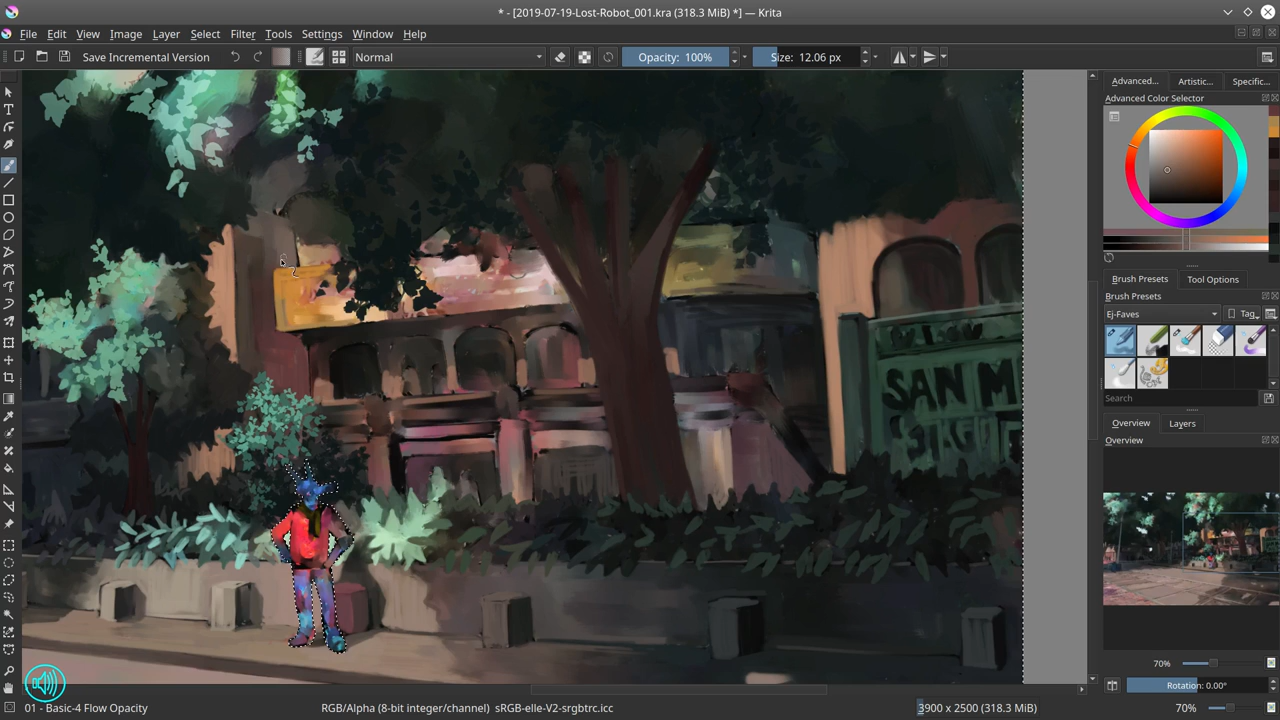 * - [2019-07-19-Lost-Robot_001.kra (318.3 MiB) *] — Krita
File Edit View Image Layer Select Filter Tools Settings Window Help
Save Incremental Version Normal Opacity: 100% Size: 12.06 px
Advanced... Artistic... Specific...
Advanced Color Selector
Brush Presets Tool Options
Brush Presets
Ej-Faves Tag
SAN M
Search
Overview Layers
Overview
70%
Rotation: 0.00°
01 - Basic-4 Flow Opacity RGB/Alpha (8-bit integer/channel) sRGB-elle-V2-srgbtrc.icc 3900 x 2500 (318.3 MiB) 70%